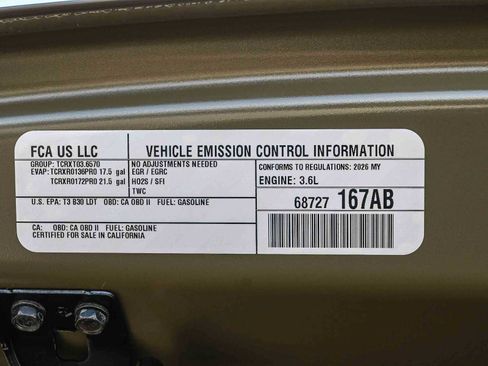 FCA US LLC
VEHICLE EMISSION CONTROL INFORMATION
GROUP: TCRXT03.6570
EVAP: TCRXR0136PR0 17.5 gal
TCRXR0172PR0 21.5 gal
NO ADJUSTMENTS NEEDED
EGR / EGRC
HO2S / SFI
TWC
CONFORMS TO REGULATIONS: 2026 MY
ENGINE: 3.6L
U.S. EPA: T3 B30 LDT OBD: CA OBD II FUEL: GASOLINE
68727 167AB
CA: OBD: CA OBD II FUEL: GASOLINE
CERTIFIED FOR SALE IN CALIFORNIA